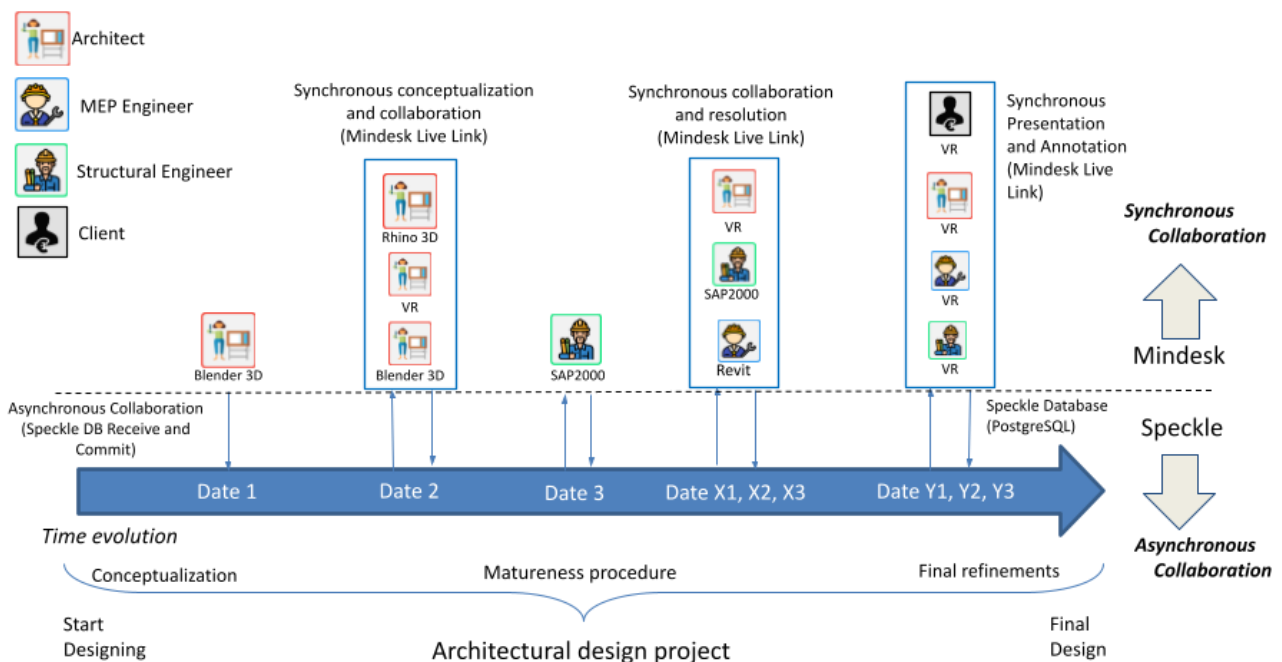 Architect
MEP Engineer
Structural Engineer
Client
Synchronous conceptualization
and collaboration
(Mindesk Live Link)
Rhino 3D
VR
Blender 3D
Blender 3D
SAP2000
Synchronous collaboration
and resolution
(Mindesk Live Link)
VR
SAP2000
Revit
VR
VR
VR
VR
Synchronous
Presentation
and Annotation
(Mindesk Live
Link)
Synchronous
Collaboration
Mindesk
Asynchronous Collaboration
(Speckle DB Receive and
Commit)
Speckle Database
(PostgreSQL)
Speckle
Date 1
Date 2
Date 3
Date X1, X2, X3
Date Y1, Y2, Y3
Time evolution
Asynchronous
Collaboration
Conceptualization
Matureness procedure
Final refinements
Start
Designing
Architectural design project
Final
Design